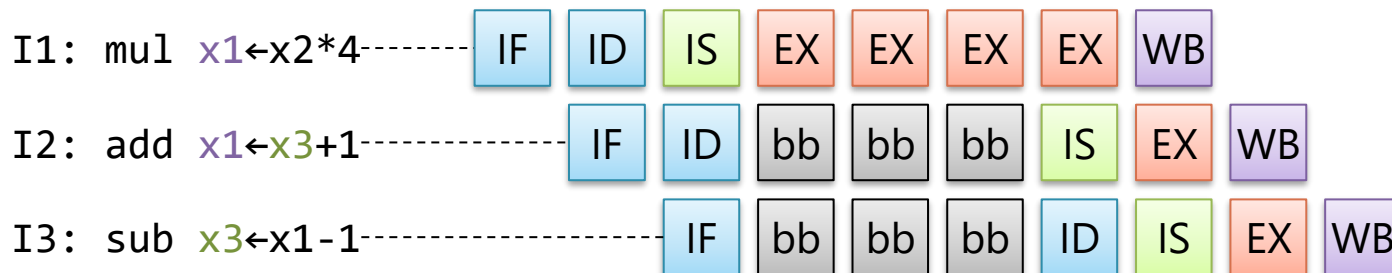 I1: mul x1←x2*4 IF ID IS EX EX EX EX WB
I2: add x1←x3+1 IF ID bb bb bb IS EX WB
I3: sub x3←x1-1 IF bb bb bb ID IS EX WB